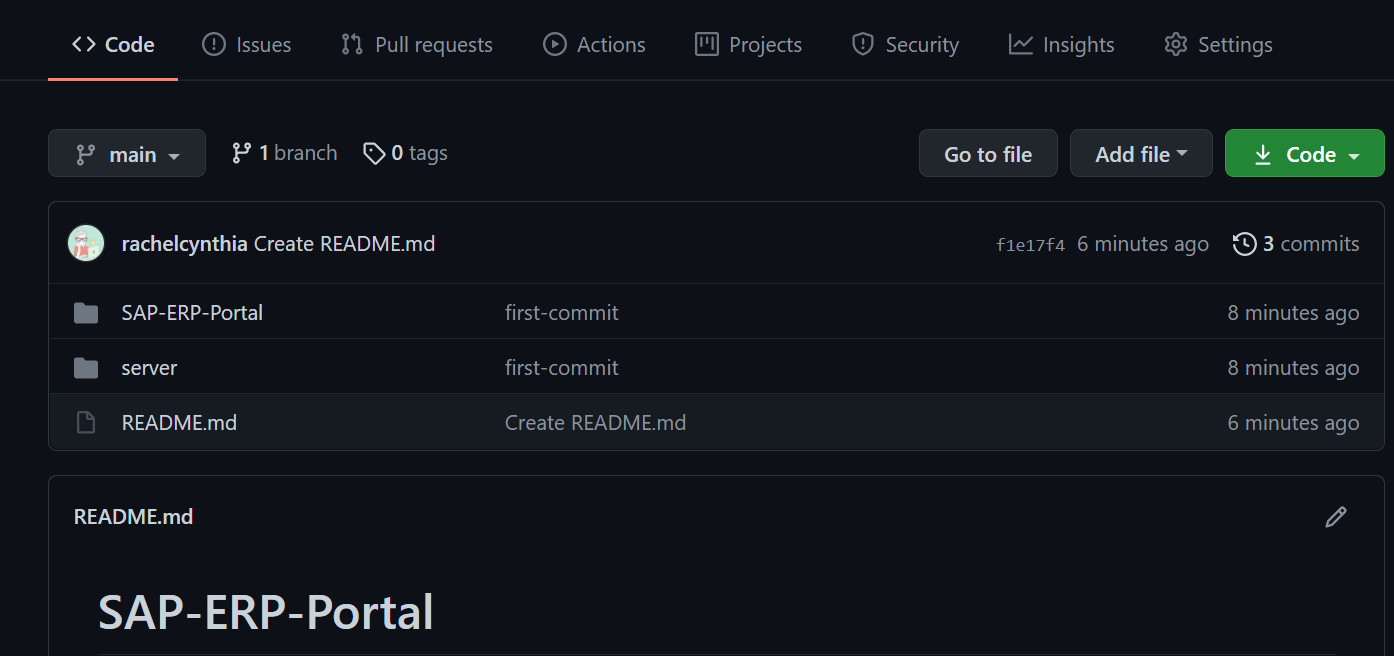 Code Issues Pull requests Actions Projects Security Insights Settings
main 1 branch 0 tags Go to file Add file Code
rachelcynthia Create README.md f1e17f4 6 minutes ago 3 commits
SAP-ERP-Portal first-commit 8 minutes ago
server first-commit 8 minutes ago
README.md Create README.md 6 minutes ago
README.md
SAP-ERP-Portal